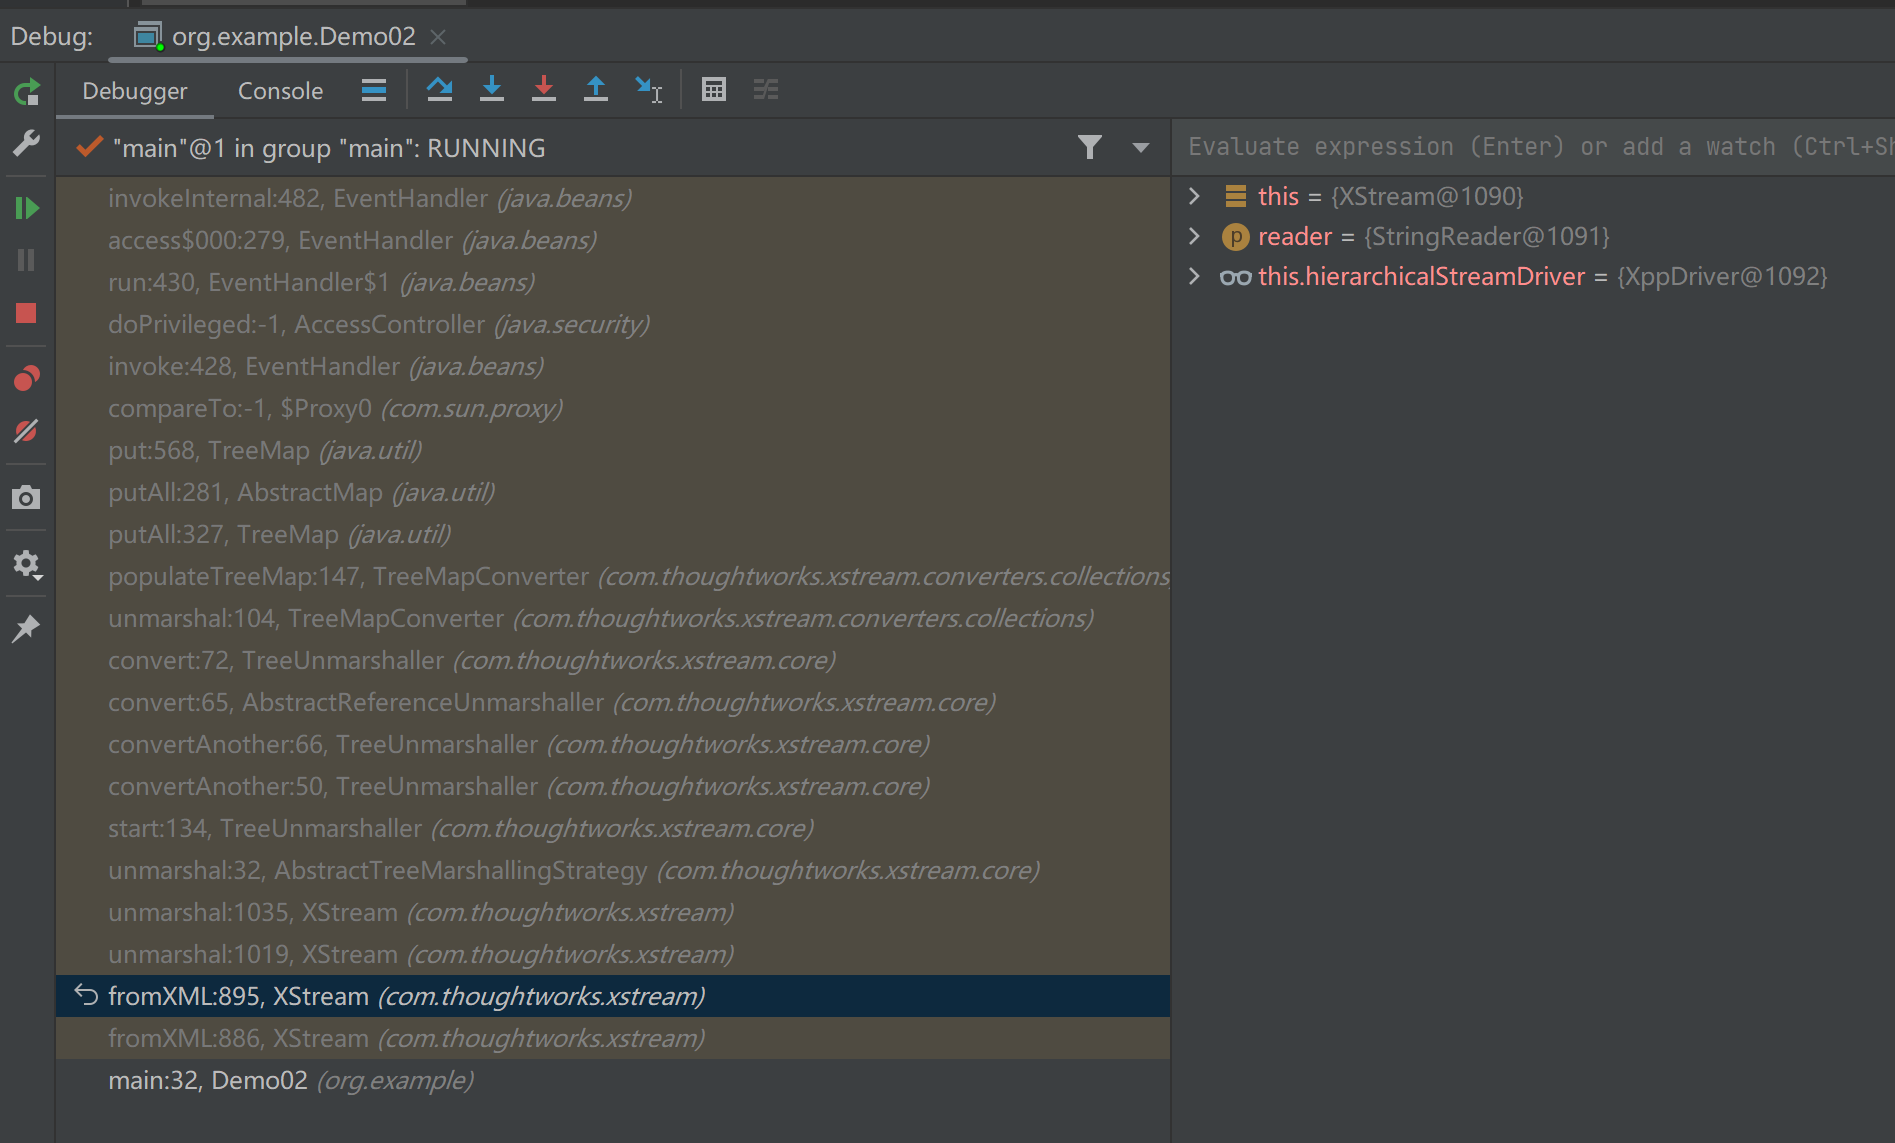 Debug: org.example.Demo02
Debugger Console
"main"@1 in group "main": RUNNING
Evaluate expression (Enter) or add a watch (Ctrl+Sh
invokeInternal:482, EventHandler (java.beans)
access$000:279, EventHandler (java.beans)
run:430, EventHandler$1 (java.beans)
doPrivileged:-1, AccessController (java.security)
invoke:428, EventHandler (java.beans)
compareTo:-1, $Proxy0 (com.sun.proxy)
put:568, TreeMap (java.util)
putAll:281, AbstractMap (java.util)
putAll:327, TreeMap (java.util)
populateTreeMap:147, TreeMapConverter (com.thoughtworks.xstream.converters.collections
unmarshal:104, TreeMapConverter (com.thoughtworks.xstream.converters.collections)
convert:72, TreeUnmarshaller (com.thoughtworks.xstream.core)
convert:65, AbstractReferenceUnmarshaller (com.thoughtworks.xstream.core)
convertAnother:66, TreeUnmarshaller (com.thoughtworks.xstream.core)
convertAnother:50, TreeUnmarshaller (com.thoughtworks.xstream.core)
start:134, TreeUnmarshaller (com.thoughtworks.xstream.core)
unmarshal:32, AbstractTreeMarshallingStrategy (com.thoughtworks.xstream.core)
unmarshal:1035, XStream (com.thoughtworks.xstream)
unmarshal:1019, XStream (com.thoughtworks.xstream)
fromXML:895, XStream (com.thoughtworks.xstream)
fromXML:886, XStream (com.thoughtworks.xstream)
main:32, Demo02 (org.example)
this = {XStream@1090}
p reader = {StringReader@1091}
this.hierarchicalStreamDriver = {XppDriver@1092}